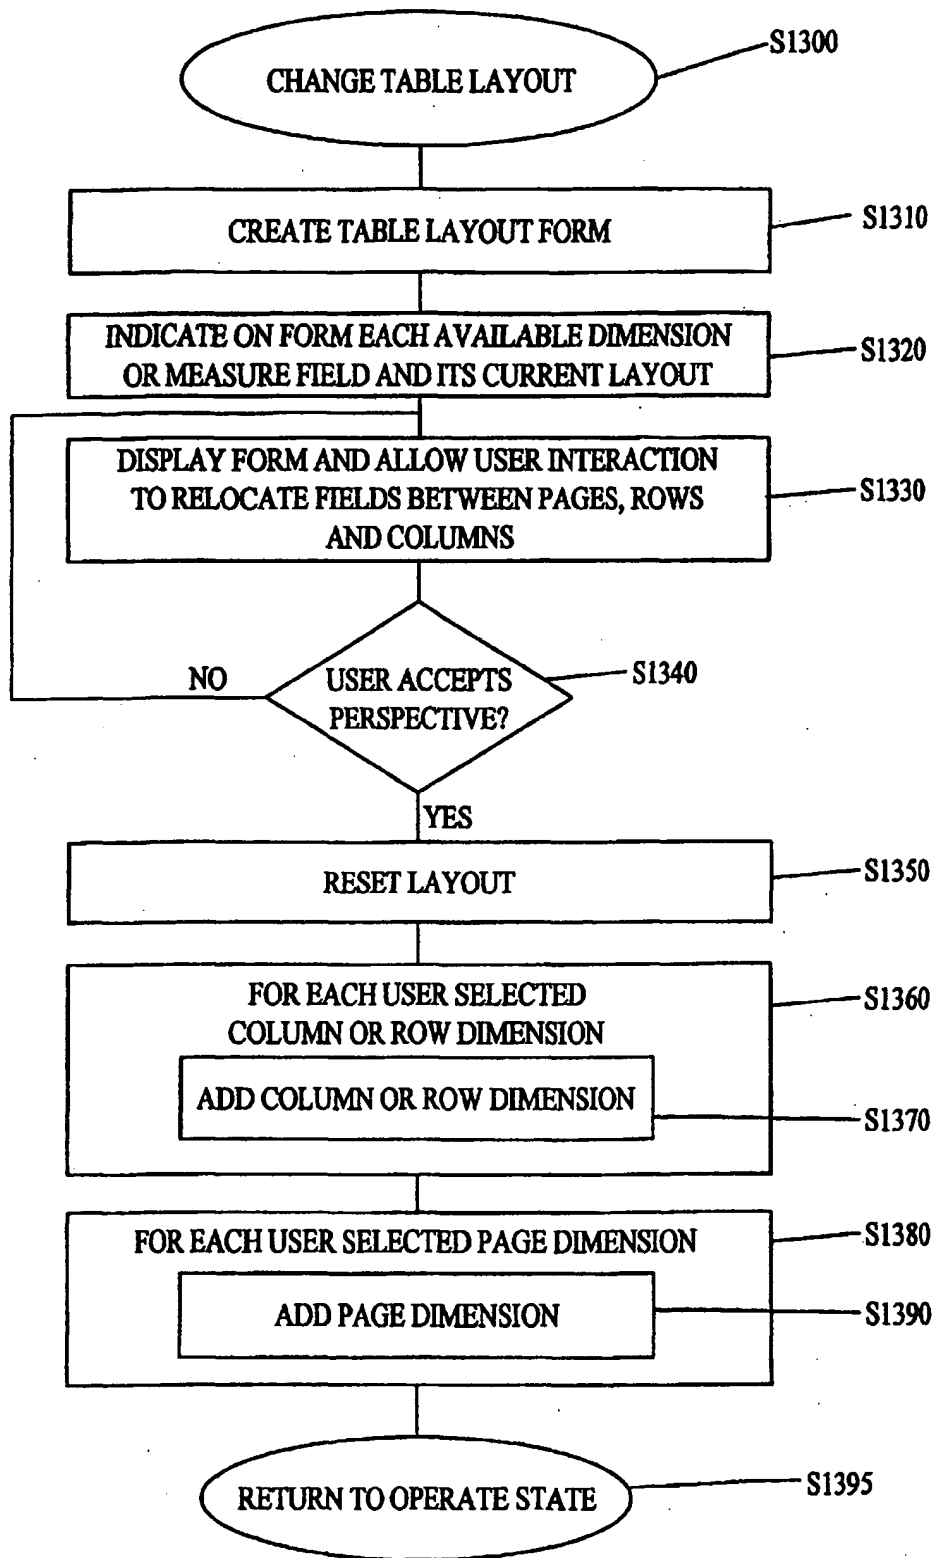 S1300
CHANGE TABLE LAYOUT
CREATE TABLE LAYOUT FORM
S1310
INDICATE ON FORM EACH AVAILABLE DIMENSION
OR MEASURE FIELD AND ITS CURRENT LAYOUT
S1320
DISPLAY FORM AND ALLOW USER INTERACTION
TO RELOCATE FIELDS BETWEEN PAGES, ROWS
AND COLUMNS
S1330
NO
USER ACCEPTS
PERSPECTIVE?
S1340
YES
RESET LAYOUT
S1350
FOR EACH USER SELECTED
COLUMN OR ROW DIMENSION
S1360
ADD COLUMN OR ROW DIMENSION
S1370
FOR EACH USER SELECTED PAGE DIMENSION
S1380
ADD PAGE DIMENSION
S1390
RETURN TO OPERATE STATE
S1395